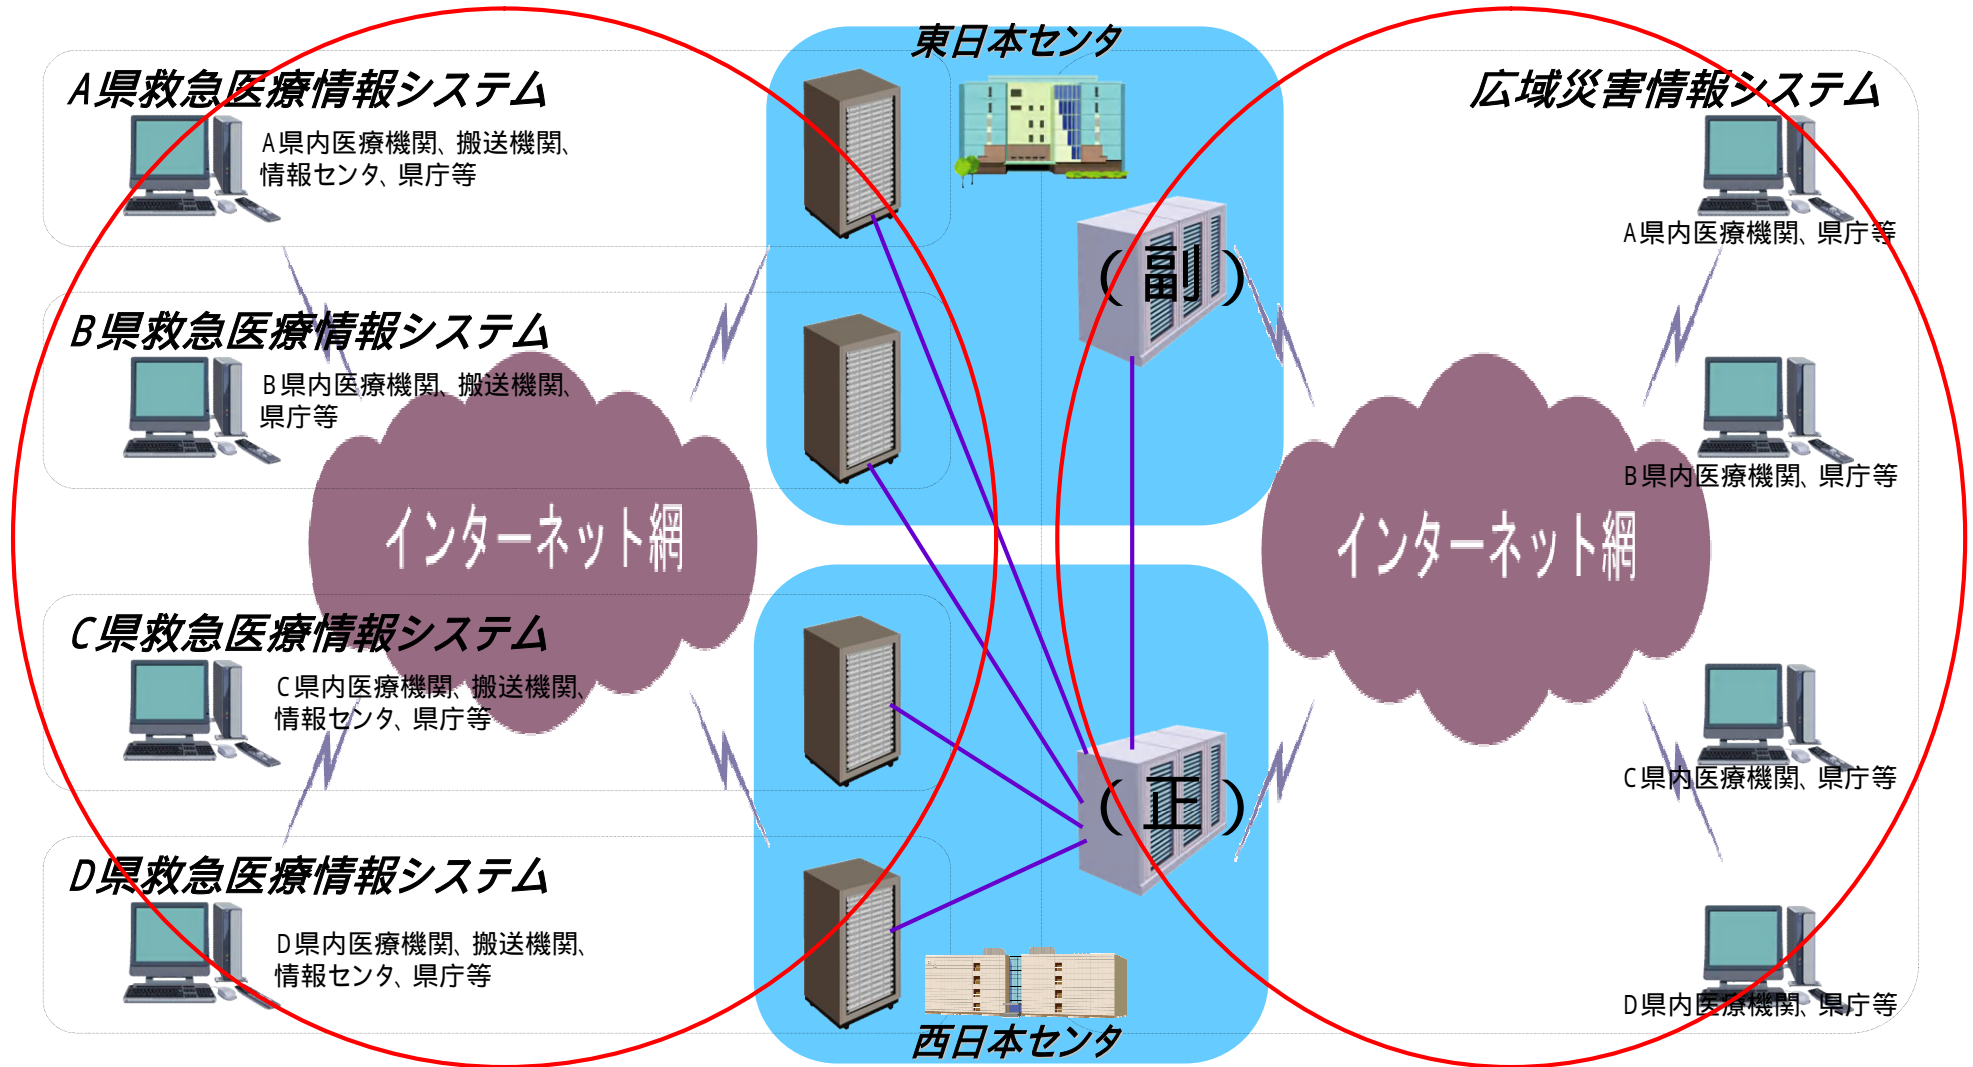 東日本センタ
A県救急医療情報システム
A県内医療機関、搬送機関、
情報センタ、県庁等
B県救急医療情報システム
B県内医療機関、搬送機関、
県庁等
インターネット網
C県救急医療情報システム
C県内医療機関、搬送機関、
情報センタ、県庁等
D県救急医療情報システム
D県内医療機関、搬送機関、
情報センタ、県庁等
(副)
(正)
西日本センタ
広域災害情報システム
A県内医療機関、県庁等
B県内医療機関、県庁等
インターネット網
C県内医療機関、県庁等
D県内医療機関、県庁等